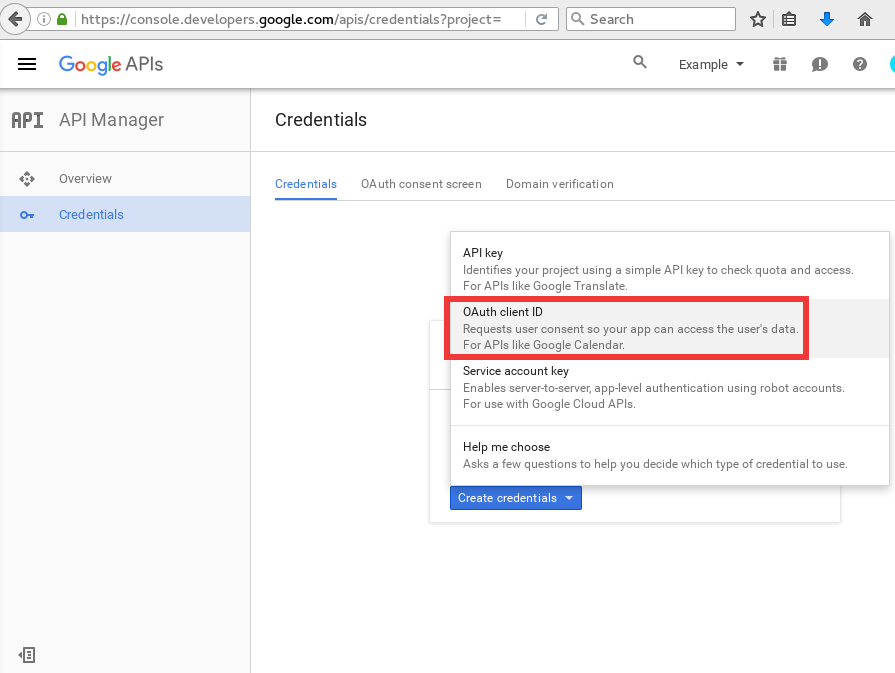 https://console.developers.google.com/apis/credentials?project=
Search
Google APIs
Example
API API Manager
Credentials
Overview
Credentials
Credentials OAuth consent screen Domain verification
API key
Identifies your project using a simple API key to check quota and access.
For APIs like Google Translate.
OAuth client ID
Requests user consent so your app can access the user's data.
For APIs like Google Calendar.
Service account key
Enables server-to-server, app-level authentication using robot accounts.
For use with Google Cloud APIs.
Help me choose
Asks a few questions to help you decide which type of credential to use.
Create credentials